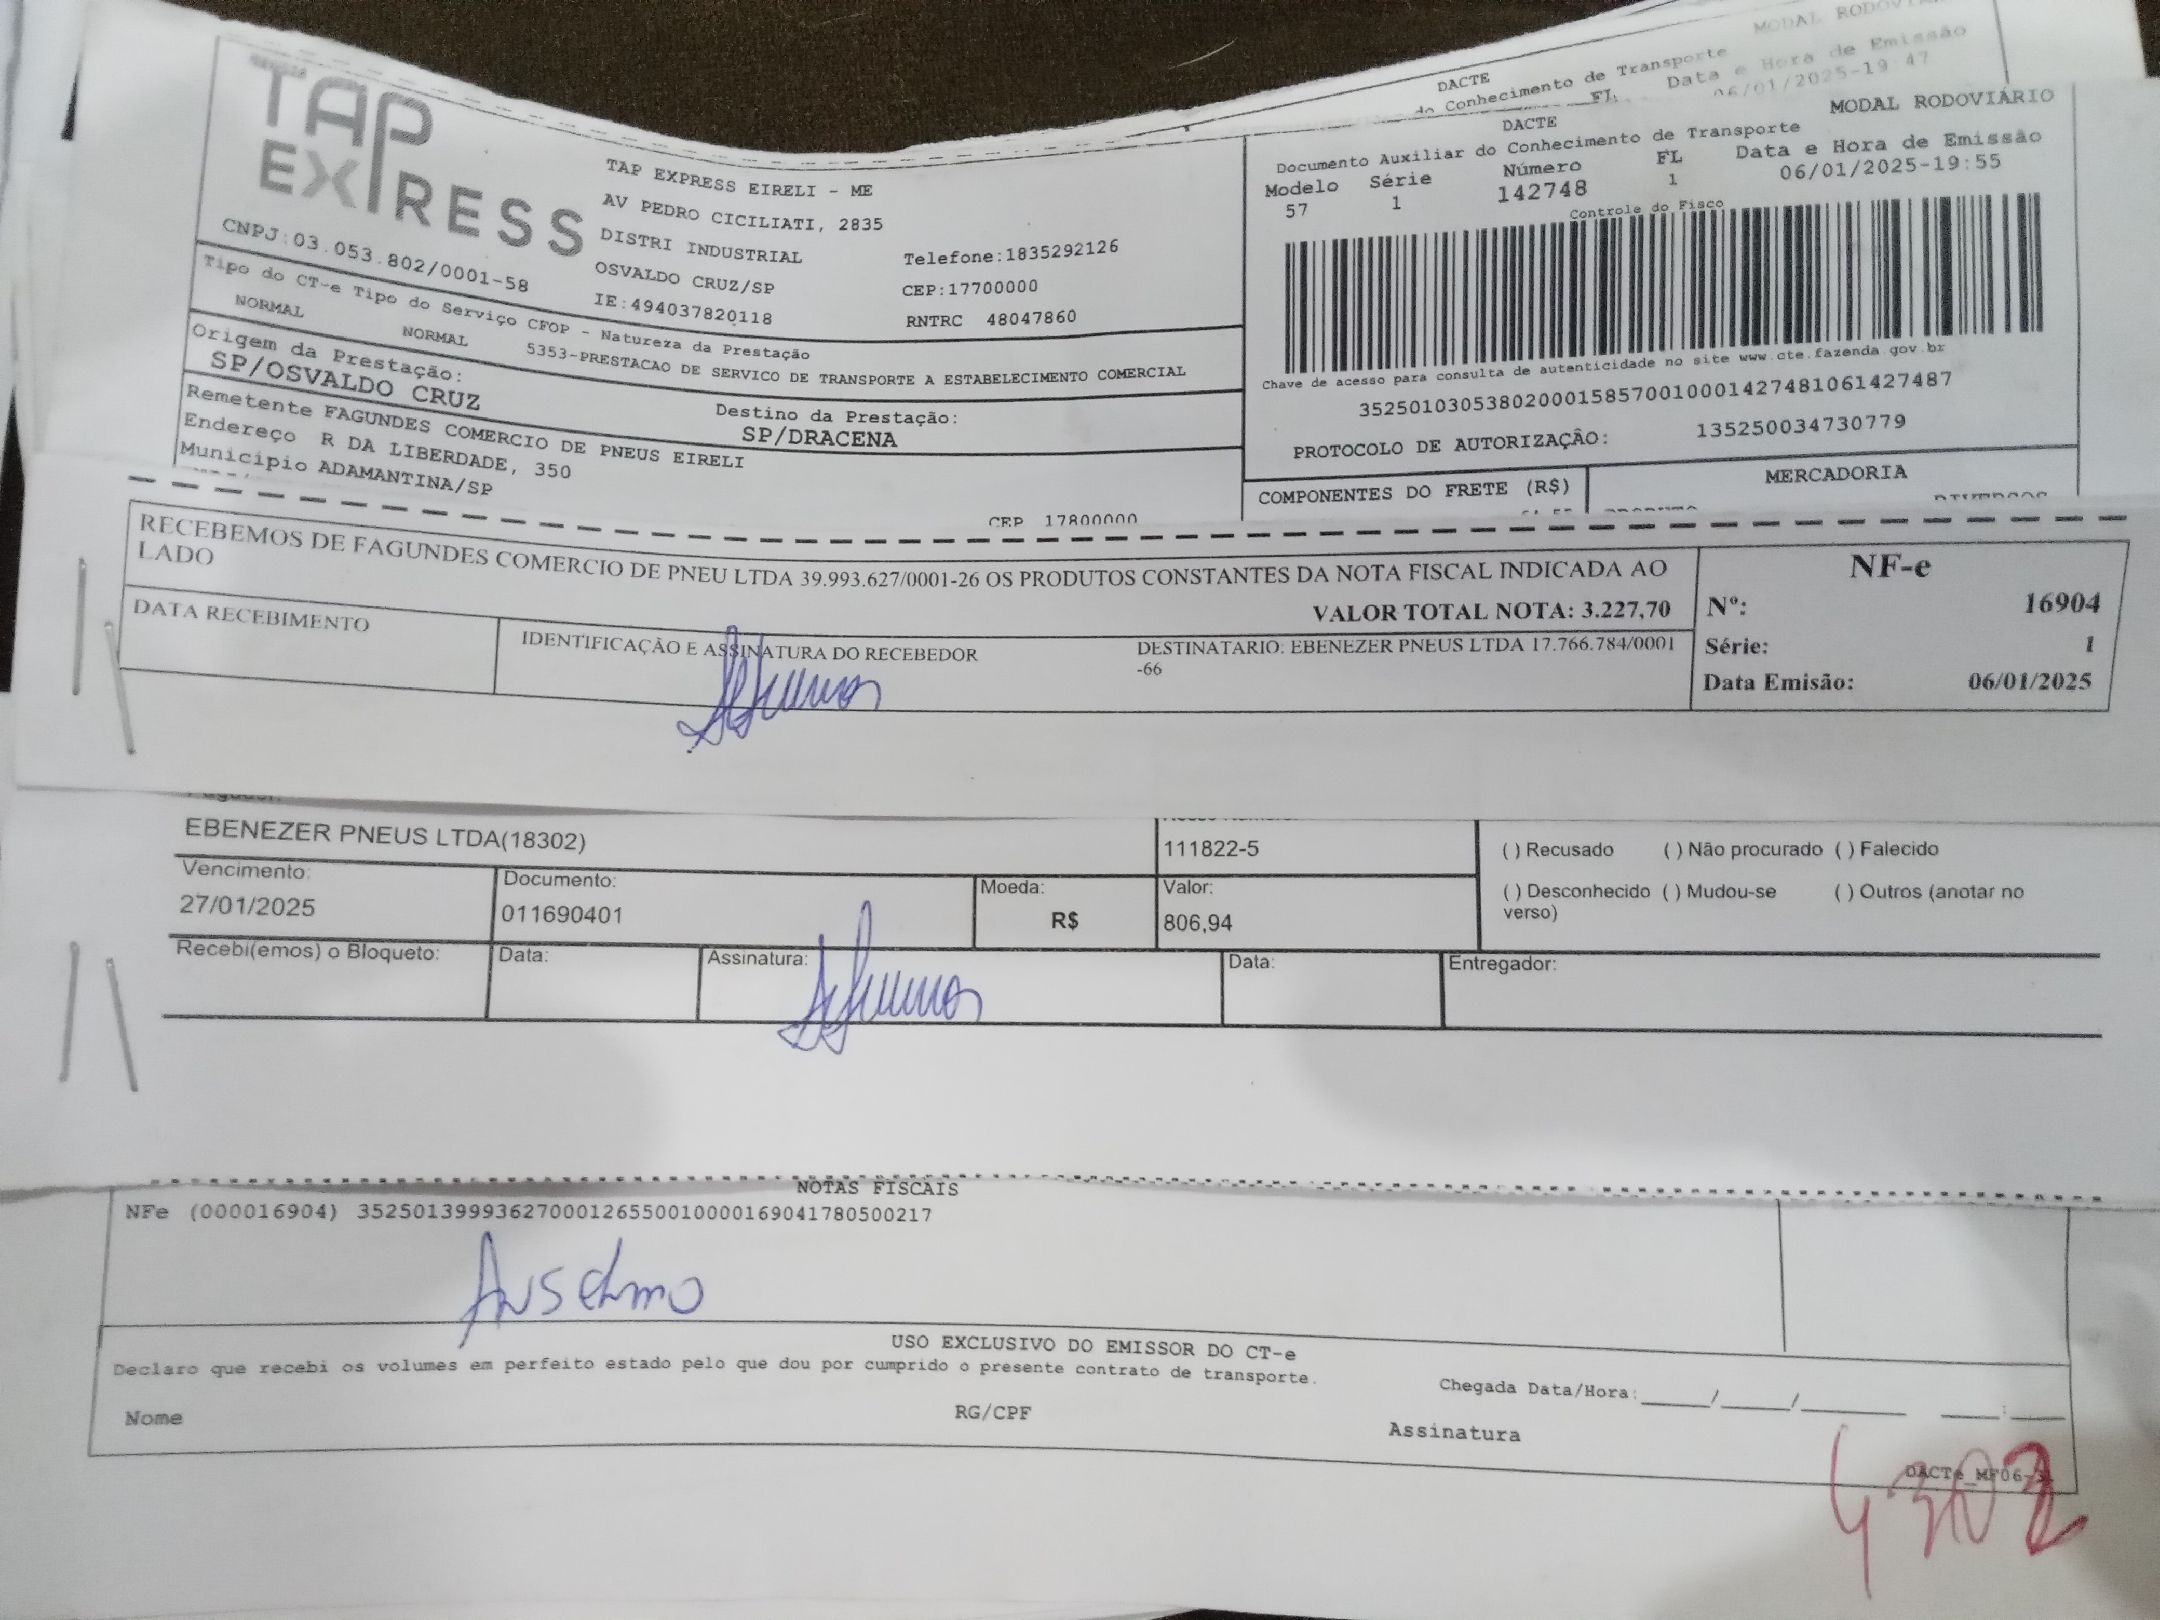 MODAL RODOVIÁ
DACTE
do Conhecimento de Transporte
FL
Data e Hora de Emissão
06/01/2025-19:47
TAP
EXPRESS
CNPJ:03.053.802/0001-58
TAP EXPRESS EIRELI - ME
AV PEDRO CICILIATI, 2835
DISTRI INDUSTRIAL
OSVALDO CRUZ/SP
IE:494037820118
Telefone:1835292126
CEP:17700000
RNTRC 48047860
DACTE
MODAL RODOVIÁRIO
Documento Auxiliar do Conhecimento de Transporte
Modelo Série Número FL Data e Hora de Emissão
57 1 142748 1 06/01/2025-19:55
Controle do Fisco
Chave de acesso para consulta de autenticidade no site www.cte.fazenda.gov.br
35250103053802000158570010001427481061427487
PROTOCOLO DE AUTORIZAÇÃO: 135250034730779
Tipo do CT-e Tipo do Serviço CFOP - Natureza da Prestação
NORMAL NORMAL 5353-PRESTACAO DE SERVICO DE TRANSPORTE A ESTABELECIMENTO COMERCIAL
Origem da Prestação:
SP/OSVALDO CRUZ
Destino da Prestação:
SP/DRACENA
Remetente FAGUNDES COMERCIO DE PNEUS EIRELI
Endereço R DA LIBERDADE, 350
Município ADAMANTINA/SP
CEP 17800000
COMPONENTES DO FRETE (R$)
MERCADORIA
RECEBEMOS DE FAGUNDES COMERCIO DE PNEU LTDA 39.993.627/0001-26 OS PRODUTOS CONSTANTES DA NOTA FISCAL INDICADA AO
LADO
VALOR TOTAL NOTA: 3.227,70
DATA RECEBIMENTO
IDENTIFICAÇÃO E ASSINATURA DO RECEBEDOR
DESTINATARIO: EBENEZER PNEUS LTDA 17.766.784/0001
-66
NF-e
Nº: 16904
Série: 1
Data Emisão: 06/01/2025
EBENEZER PNEUS LTDA(18302)
111822-5
( ) Recusado ( ) Não procurado ( ) Falecido
( ) Desconhecido ( ) Mudou-se ( ) Outros (anotar no
verso)
Vencimento: Documento: Moeda: Valor:
27/01/2025 011690401 R$ 806,94
Recebi(emos) o Bloqueto: Data: Assinatura: Data: Entregador:
NOTAS FISCAIS
NFe (000016904) 35250139993627000126550010000169041780500217
Anselmo
USO EXCLUSIVO DO EMISSOR DO CT-e
Declaro que recebi os volumes em perfeito estado pelo que dou por cumprido o presente contrato de transporte.
Chegada Data/Hora:_____/_____/________ ____:____
Nome RG/CPF Assinatura